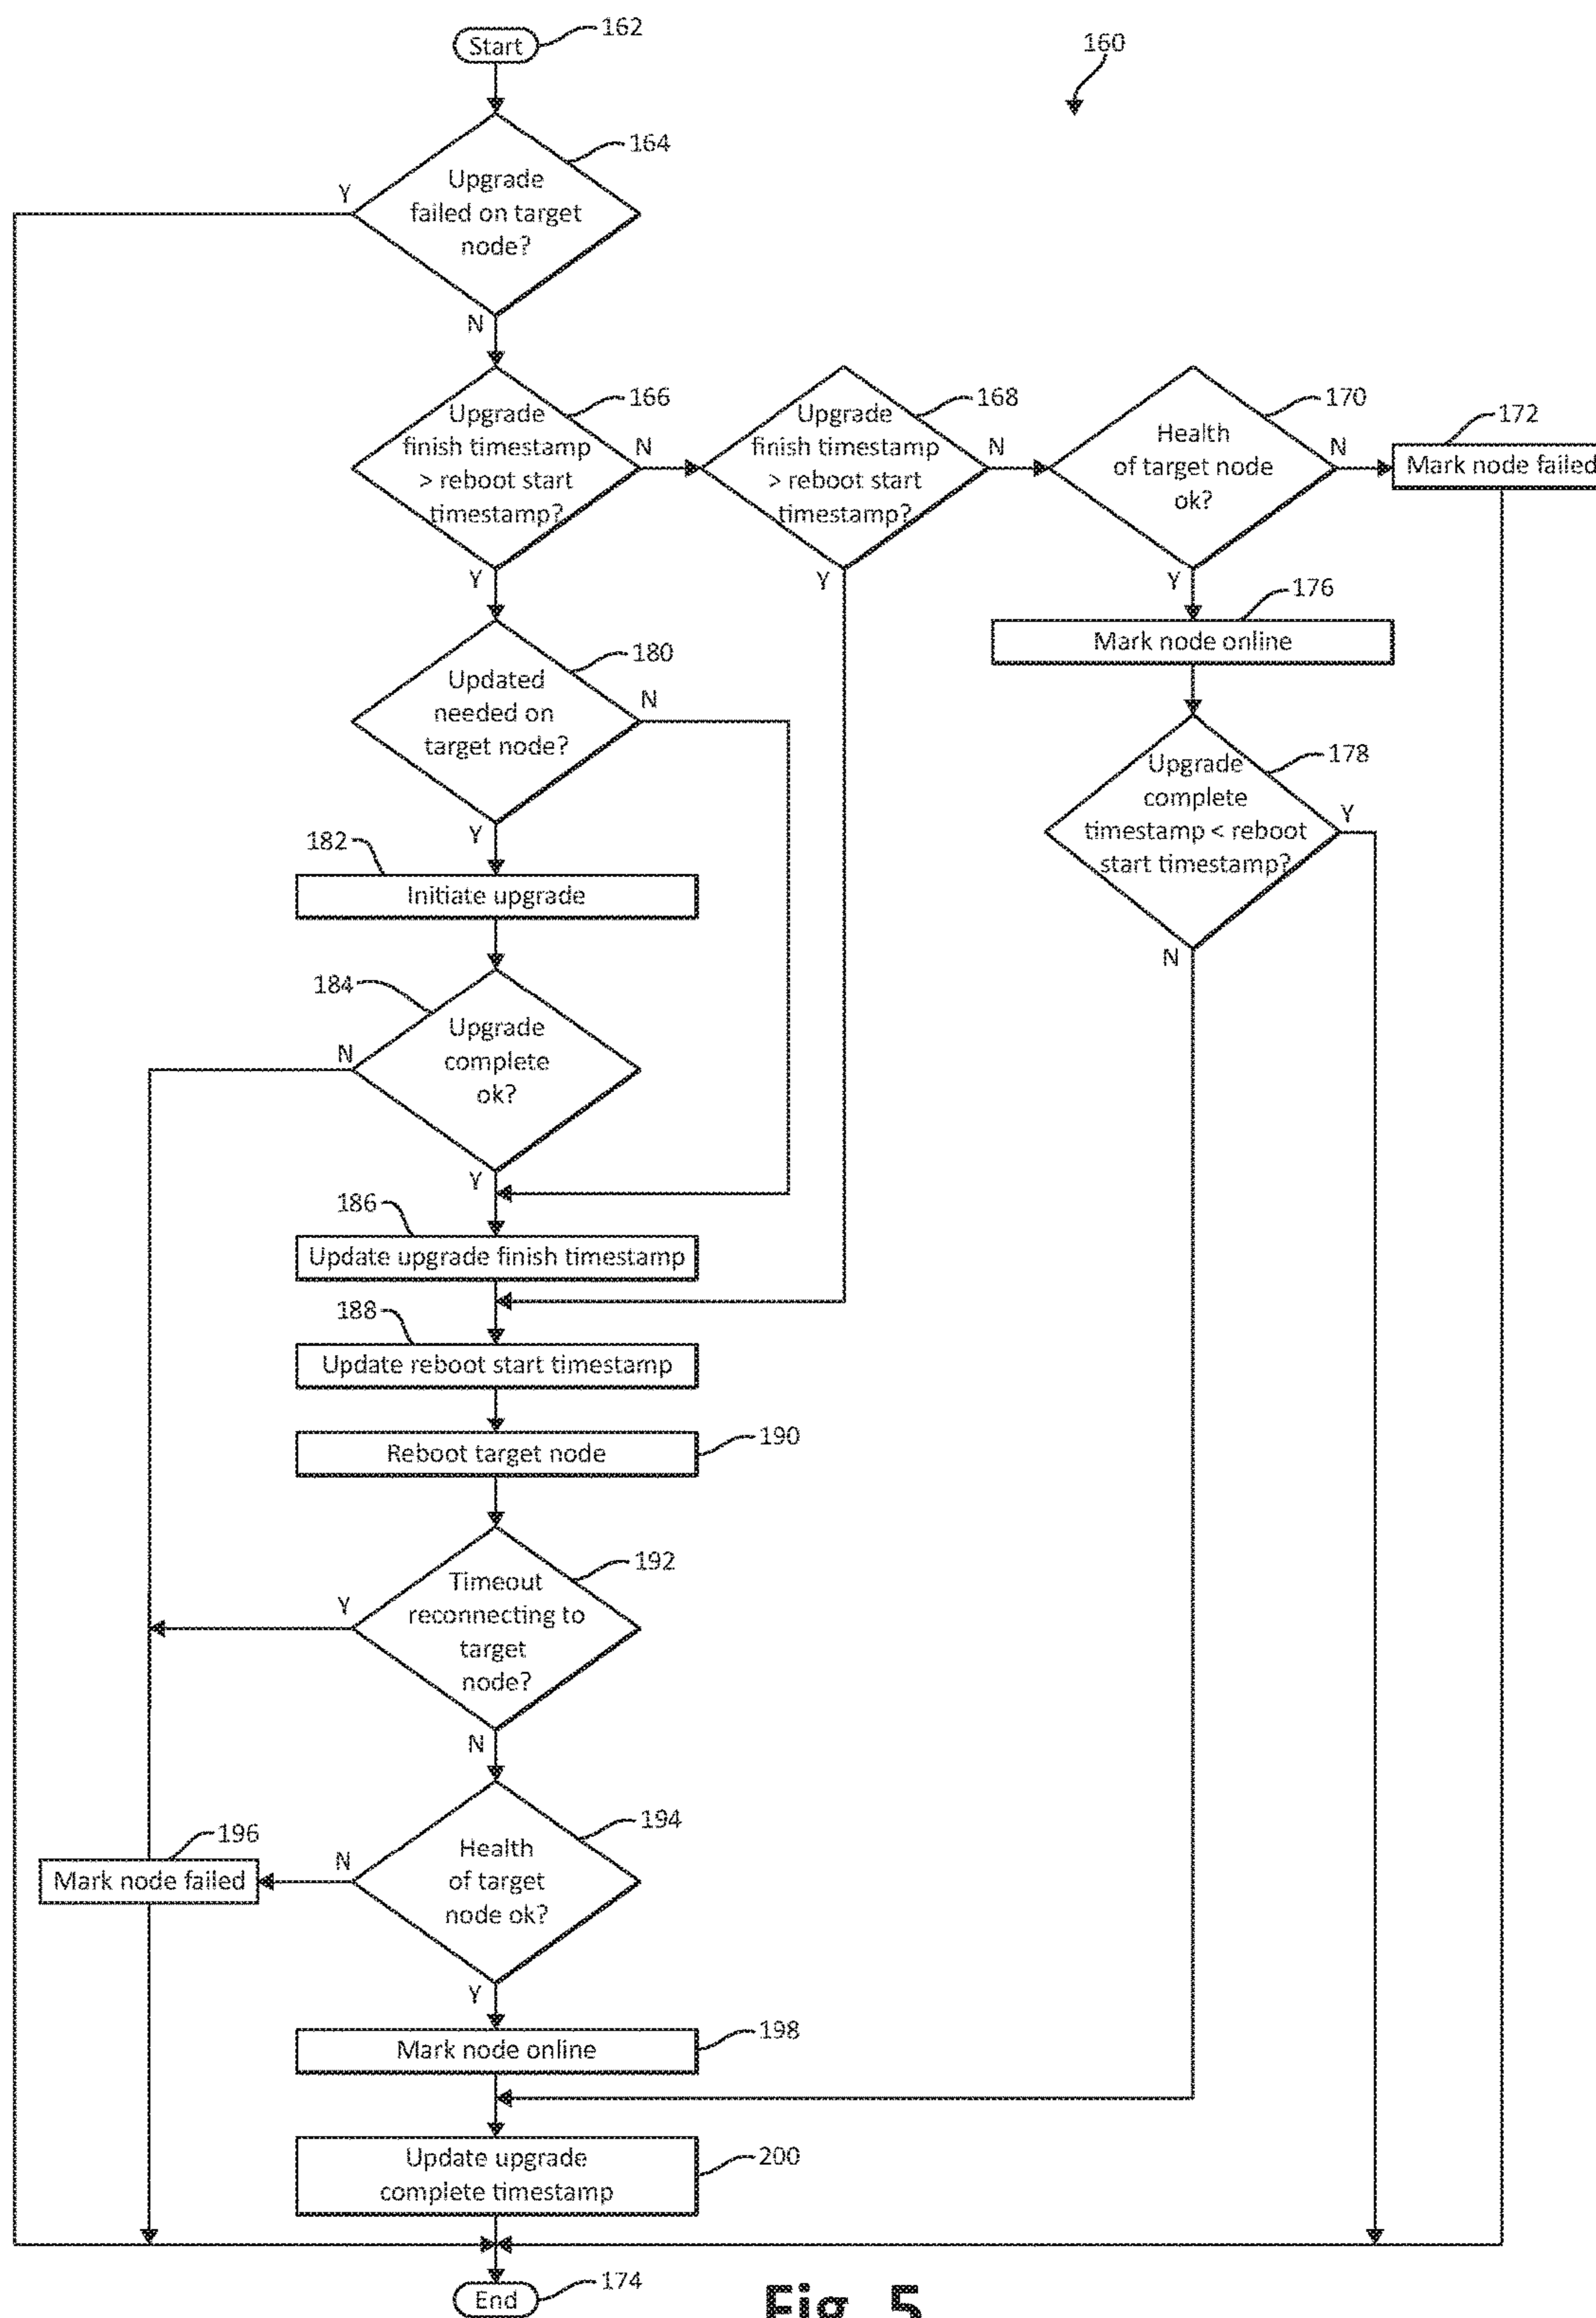 Start
162
160
164
Upgrade
failed on target
node?
Y
N
166
Upgrade
finish timestamp
> reboot start
timestamp?
N
Y
168
Upgrade
finish timestamp
> reboot start
timestamp?
N
Y
170
Health
of target node
ok?
N
Y
172
Mark node failed
176
Mark node online
180
Updated
needed on
target node?
N
Y
178
Upgrade
complete
timestamp < reboot
start timestamp?
Y
N
182
Initiate upgrade
184
Upgrade
complete
ok?
N
Y
186
Update upgrade finish timestamp
188
Update reboot start timestamp
190
Reboot target node
192
Timeout
reconnecting to
target
node?
Y
N
194
Health
of target
node ok?
N
Y
196
Mark node failed
198
Mark node online
200
Update upgrade
complete timestamp
174
End
Fig. 5